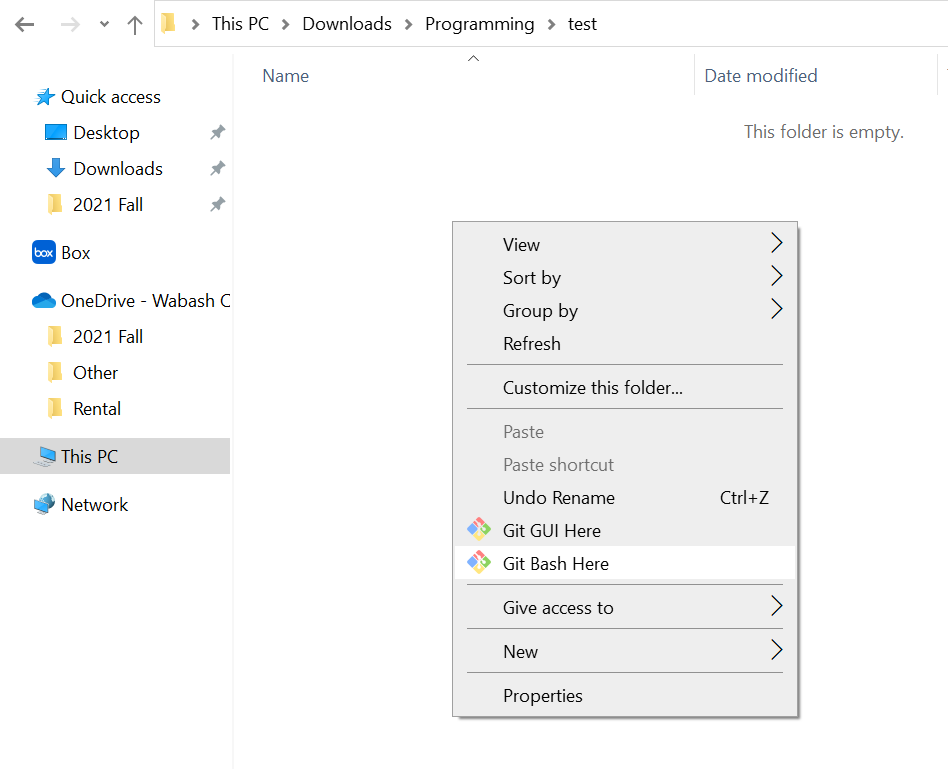 This PC > Downloads > Programming > test
Name Date modified
This folder is empty.
Quick access
Desktop
Downloads
2021 Fall
box Box
OneDrive - Wabash C
2021 Fall
Other
Rental
This PC
Network
View
Sort by
Group by
Refresh
Customize this folder...
Paste
Paste shortcut
Undo Rename Ctrl+Z
Git GUI Here
Git Bash Here
Give access to
New
Properties